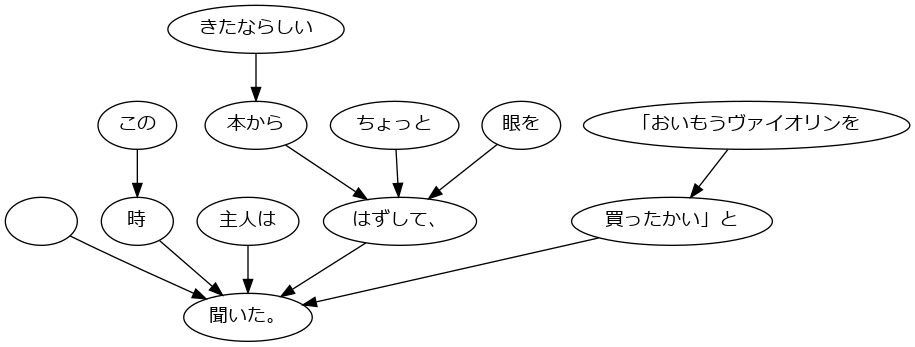 きたならしい
この
本から
ちょっと
眼を
「おいもうヴァイオリンを
時
主人は
はずして、
買ったかい」と
聞いた。